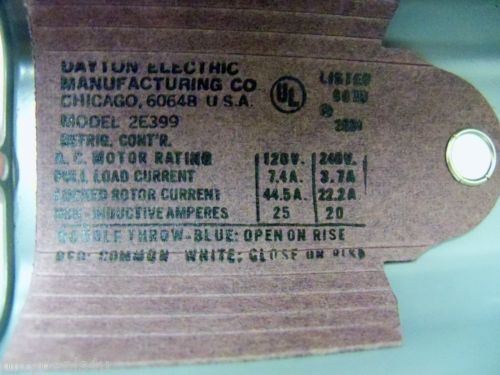 DAYTON ELECTRIC
MANUFACTURING CO
CHICAGO, 60648 U.S.A.
MODEL 2E399
REFRIG. CONT'R.
A. C. MOTOR RATING 120V. 240V.
FULL LOAD CURRENT 7.4A. 3.7A
LOCKED ROTOR CURRENT 44.5A. 22.2A
NON-INDUCTIVE AMPERES 25 20
DOUBLE THROW-BLUE: OPEN ON RISE
RED: COMMON WHITE: CLOSE ON RISE
UL
LISTED